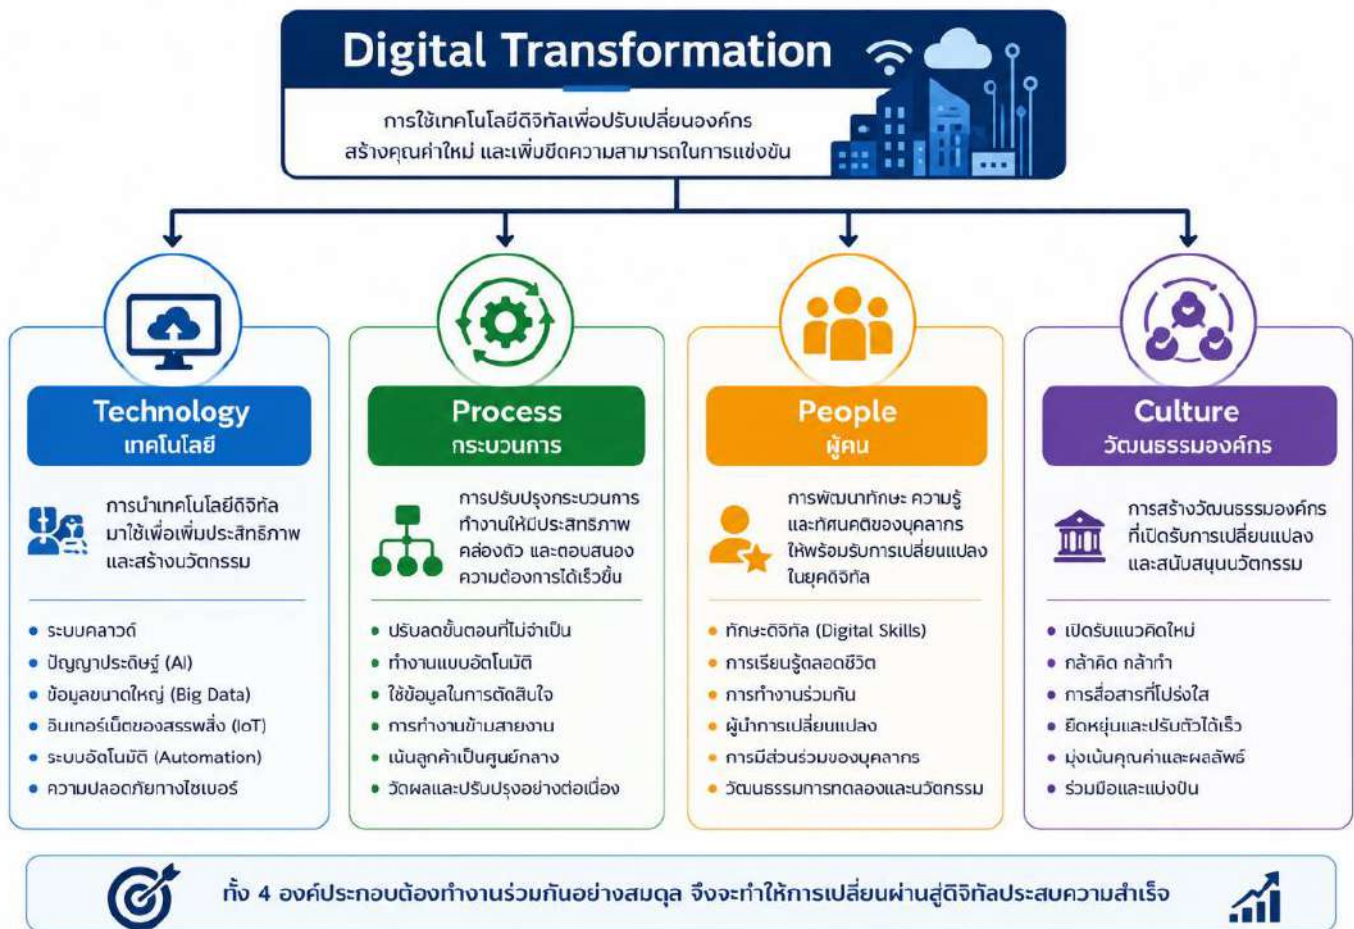 Digital Transformation
การใช้เทคโนโลยีดิจิทัลเพื่อปรับเปลี่ยนองค์กร
สร้างคุณค่าใหม่ และเพิ่มขีดความสามารถในการแข่งขัน
Technology
เทคโนโลยี
การนำเทคโนโลยีดิจิทัล
มาใช้เพื่อเพิ่มประสิทธิภาพ
และสร้างนวัตกรรม
ระบบคลาวด์
ปัญญาประดิษฐ์ (AI)
ข้อมูลขนาดใหญ่ (Big Data)
อินเทอร์เน็ตของสรรพสิ่ง (IoT)
ระบบอัตโนมัติ (Automation)
ความปลอดภัยทางไซเบอร์
Process
กระบวนการ
การปรับปรุงกระบวนการ
ทำงานให้มีประสิทธิภาพ
คล่องตัว และตอบสนอง
ความต้องการได้เร็วขึ้น
ปรับลดขั้นตอนที่ไม่จำเป็น
ทำงานแบบอัตโนมัติ
ใช้ข้อมูลในการตัดสินใจ
การทำงานข้ามสายงาน
เน้นลูกค้าเป็นศูนย์กลาง
วัดผลและปรับปรุงอย่างต่อเนื่อง
People
ผู้คน
การพัฒนาทักษะ ความรู้
และทัศนคติของบุคลากร
ให้พร้อมรับการเปลี่ยนแปลง
ในยุคดิจิทัล
ทักษะดิจิทัล (Digital Skills)
การเรียนรู้ตลอดชีวิต
การทำงานร่วมกัน
ผู้นำการเปลี่ยนแปลง
การมีส่วนร่วมของบุคลากร
วัฒนธรรมการทดลองและนวัตกรรม
Culture
วัฒนธรรมองค์กร
การสร้างวัฒนธรรมองค์กร
ที่เปิดรับการเปลี่ยนแปลง
และสนับสนุนนวัตกรรม
เปิดรับแนวคิดใหม่
กล้าคิด กล้าทำ
การสื่อสารที่โปร่งใส
ยืดหยุ่นและปรับตัวได้เร็ว
มุ่งเน้นคุณค่าและผลลัพธ์
ร่วมมือและแบ่งปัน
ทั้ง 4 องค์ประกอบต้องทำงานร่วมกันอย่างสมดุล จึงจะทำให้การเปลี่ยนผ่านสู่ดิจิทัลประสบความสำเร็จ